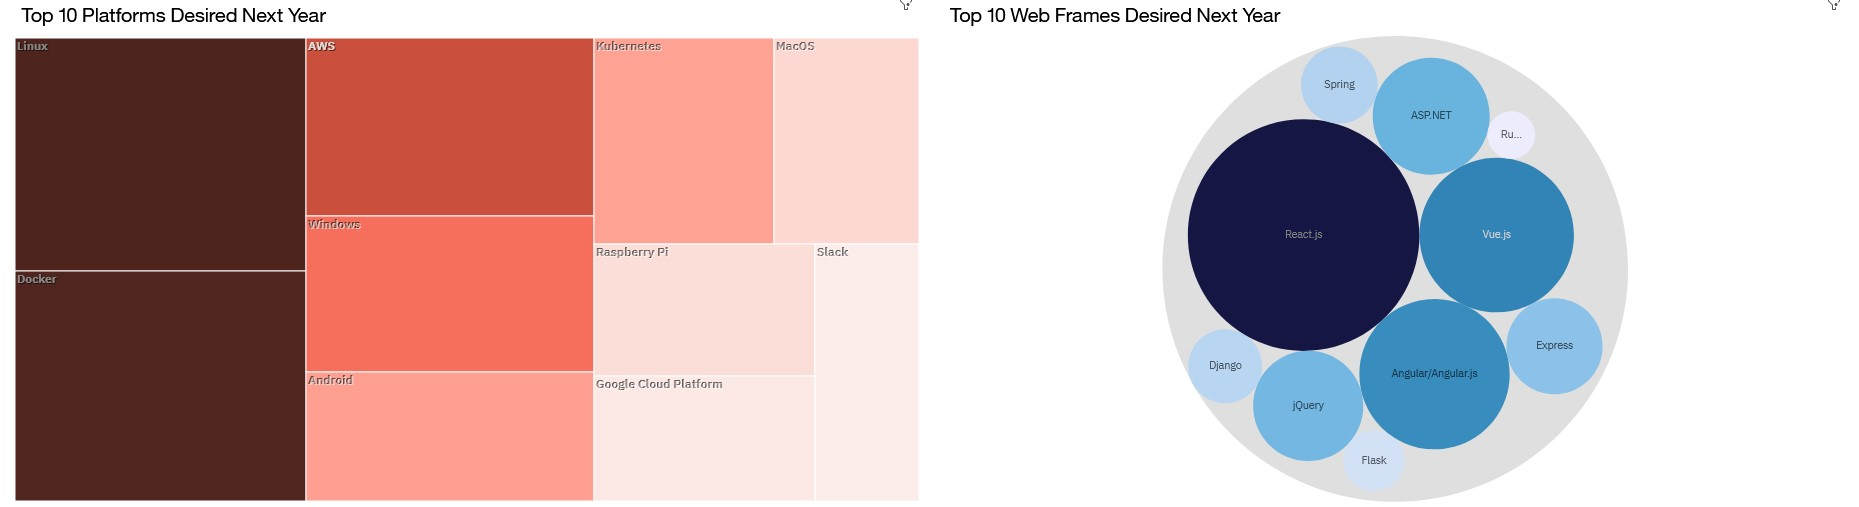 Top 10 Platforms Desired Next Year
Linux
AWS
Kubernetes
MacOS
Windows
Raspberry Pi
Slack
Docker
Android
Google Cloud Platform
Top 10 Web Frames Desired Next Year
Spring
ASP.NET
Ru...
React.js
Vue.js
Express
Django
Angular/Angular.js
jQuery
Flask